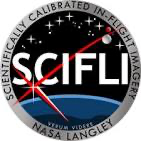 SCIENTIFICALLY CALIBRATED IN-FLIGHT IMAGERY
SCIFLI
VERUM VIDERE
NASA LANGLEY